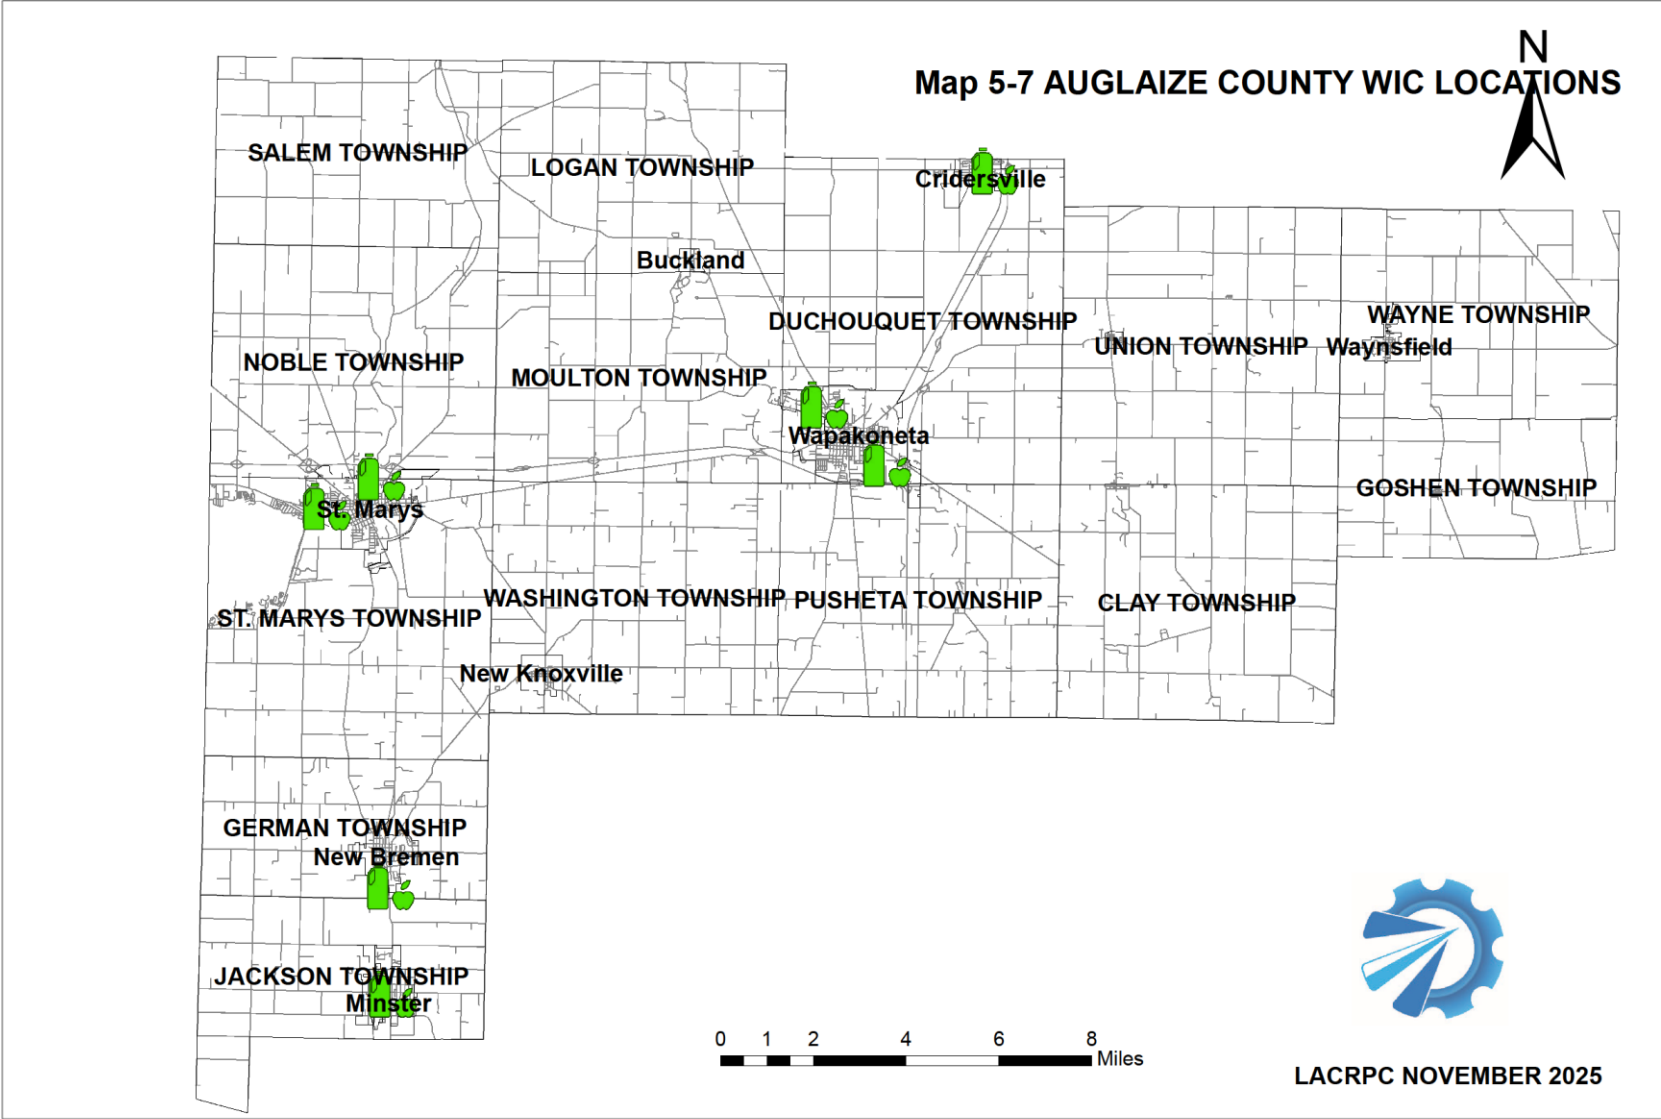 N
Map 5-7 AUGLAIZE COUNTY WIC LOCATIONS
SALEM TOWNSHIP
LOGAN TOWNSHIP
Cridersville
Buckland
DUCHOUQUET TOWNSHIP
WAYNE TOWNSHIP
UNION TOWNSHIP
Waynsfield
NOBLE TOWNSHIP
MOULTON TOWNSHIP
Wapakoneta
GOSHEN TOWNSHIP
St. Marys
WASHINGTON TOWNSHIP
PUSHETA TOWNSHIP
CLAY TOWNSHIP
ST. MARYS TOWNSHIP
New Knoxville
GERMAN TOWNSHIP
New Bremen
JACKSON TOWNSHIP
Minster
0 1 2 4 6 8
Miles
LACRPC NOVEMBER 2025